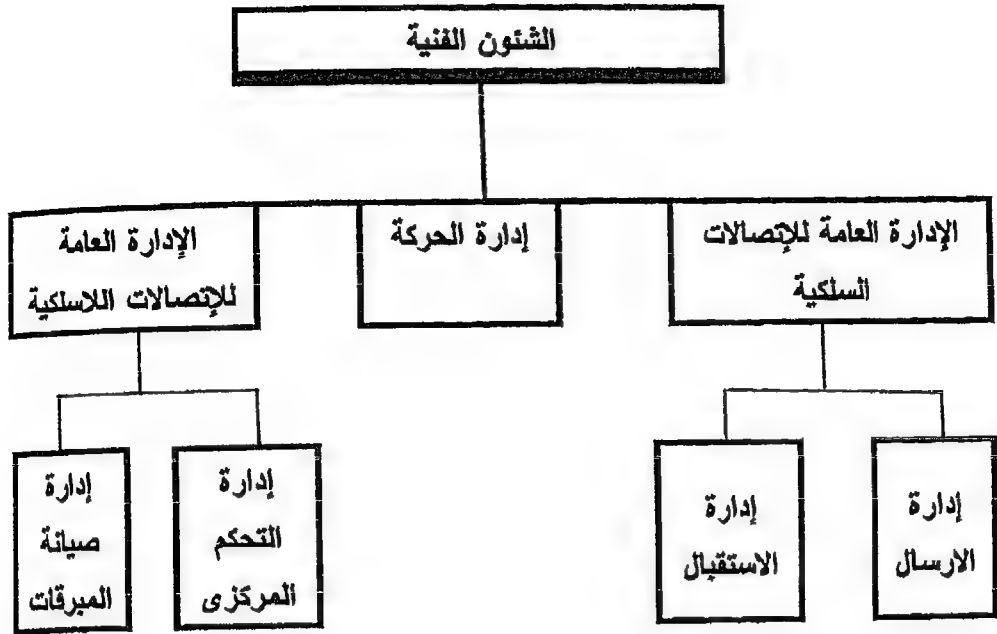 الشئون الفنية
الإدارة العامة للإتصالات
السلكية
إدارة الحركة
الإدارة العامة
للإتصالات اللاسلكية
إدارة
الارسال
إدارة
الاستقبال
إدارة
التحكم
المركزى
إدارة
صيانة
المبرقات